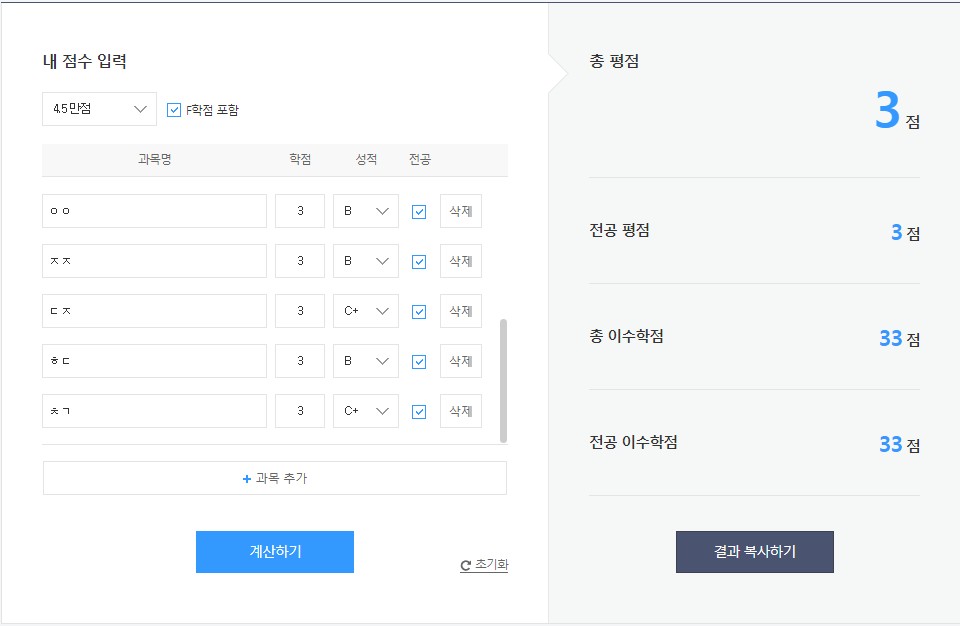 내 점수 입력
4.5만점
F학점 포함
과목명 학점 성적 전공
ㅇㅇ 3 B 삭제
ㅈㅈ 3 B 삭제
ㄷㅈ 3 C+ 삭제
ㅎㄷ 3 B 삭제
ㅊㄱ 3 C+ 삭제
+ 과목 추가
계산하기
초기화
총 평점
3 점
전공 평점
3 점
총 이수학점
33 점
전공 이수학점
33 점
결과 복사하기